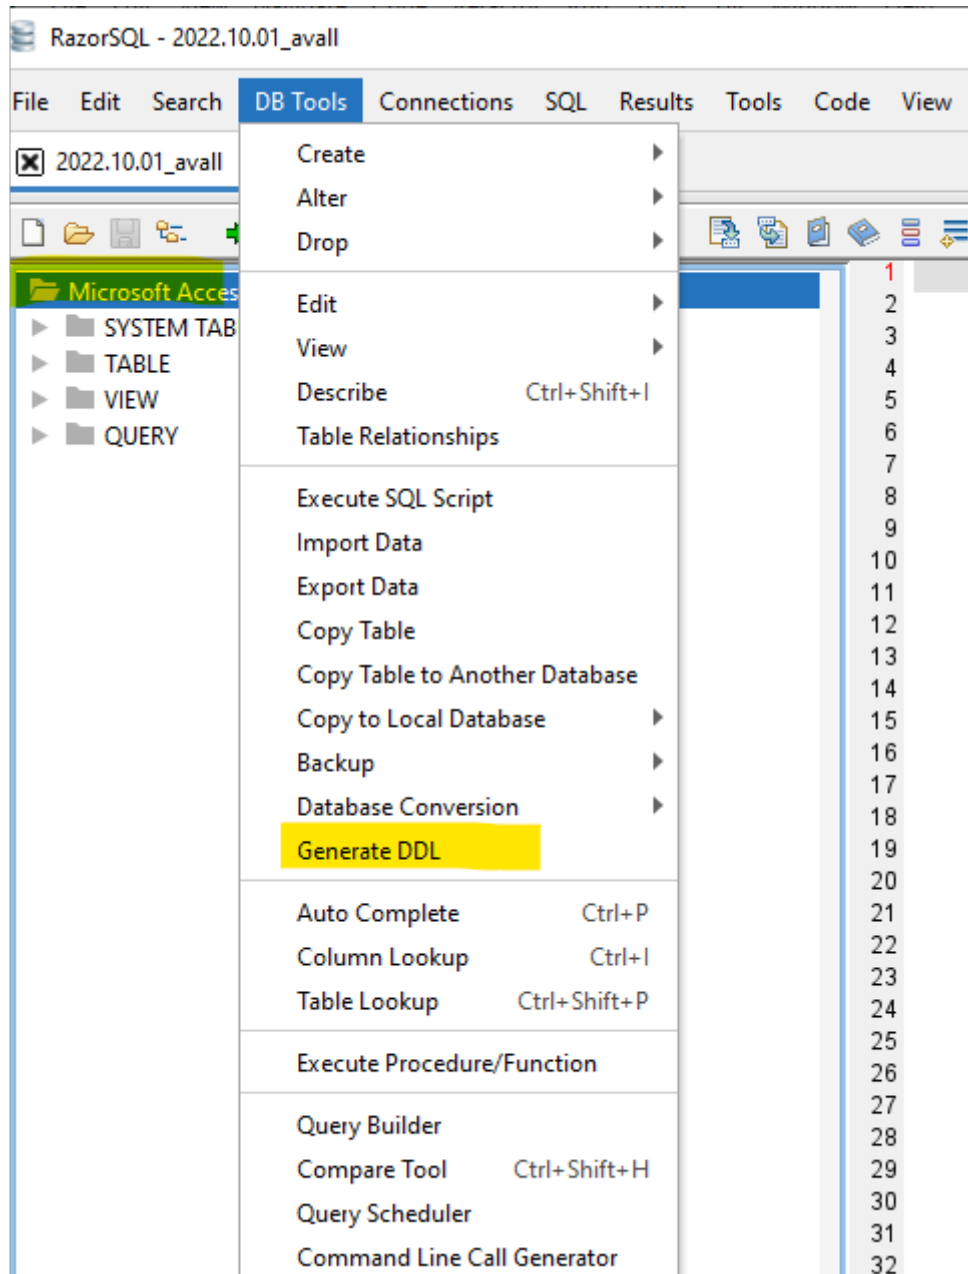 RazorSQL - 2022.10.01_avall
File Edit Search DB Tools Connections SQL Results Tools Code View
2022.10.01_avall
Create
Alter
Drop
Microsoft Acces
SYSTEM TAB
TABLE
VIEW
QUERY
Edit
View
Describe Ctrl+Shift+I
Table Relationships
Execute SQL Script
Import Data
Export Data
Copy Table
Copy Table to Another Database
Copy to Local Database
Backup
Database Conversion
Generate DDL
Auto Complete Ctrl+P
Column Lookup Ctrl+I
Table Lookup Ctrl+Shift+P
Execute Procedure/Function
Query Builder
Compare Tool Ctrl+Shift+H
Query Scheduler
Command Line Call Generator
1
2
3
4
5
6
7
8
9
10
11
12
13
14
15
16
17
18
19
20
21
22
23
24
25
26
27
28
29
30
31
32